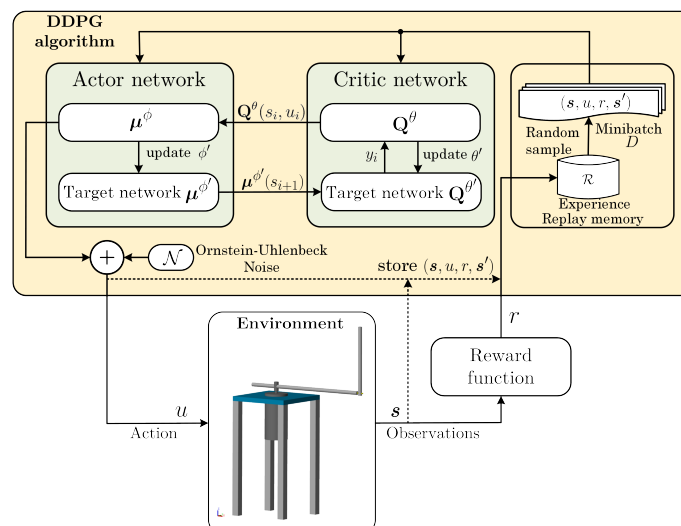 DDPG
algorithm
Actor network
μ^ϕ
update ϕ′
Target network μ^ϕ′
Q^θ(s_i, u_i)
μ^ϕ′(s_{i+1})
Critic network
Q^θ
y_i
update θ′
Target network Q^θ′
(s, u, r, s′)
Random
sample
Minibatch
D
R
Experience
Replay memory
+
N
Ornstein-Uhlenbeck
Noise
store (s, u, r, s′)
Environment
r
Reward
function
u
Action
s
Observations